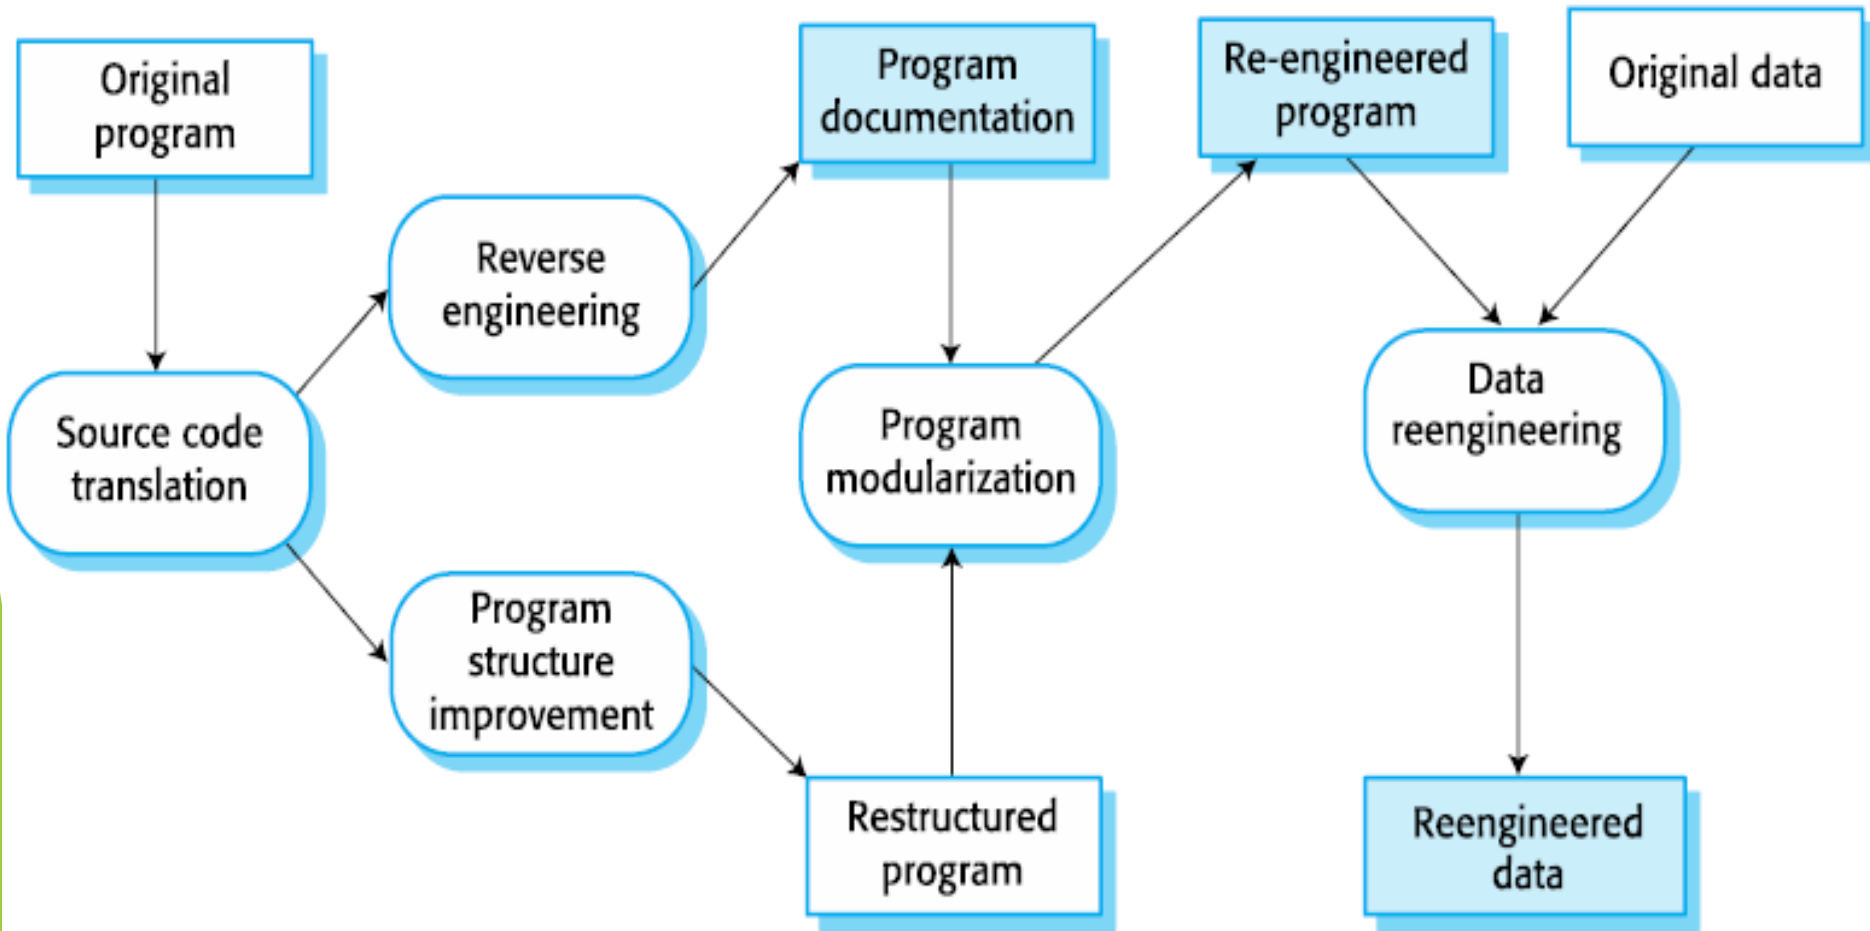 Original
program
Program
documentation
Re-engineered
program
Original data
Reverse
engineering
Source code
translation
Program
modularization
Data
reengineering
Program
structure
improvement
Restructured
program
Reengineered
data